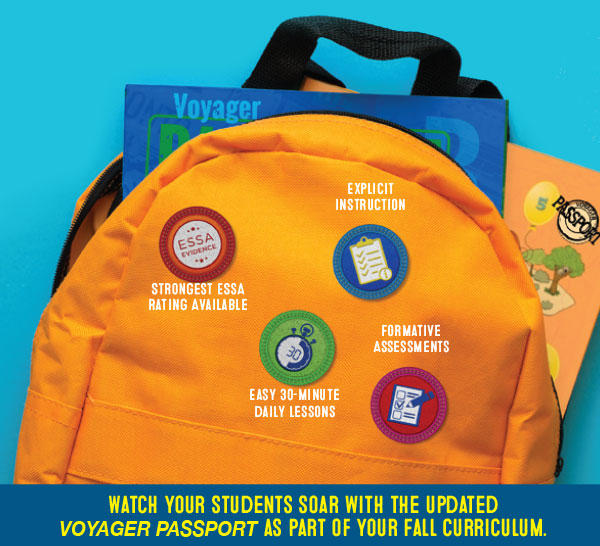 Voyager
5
VOYAGER
PASSPORT
EXPLICIT
INSTRUCTION
ESSA
EVIDENCE
STRONGEST ESSA
RATING AVAILABLE
30
FORMATIVE
ASSESSMENTS
EASY 30-MINUTE
DAILY LESSONS
WATCH YOUR STUDENTS SOAR WITH THE UPDATED
VOYAGER PASSPORT AS PART OF YOUR FALL CURRICULUM.